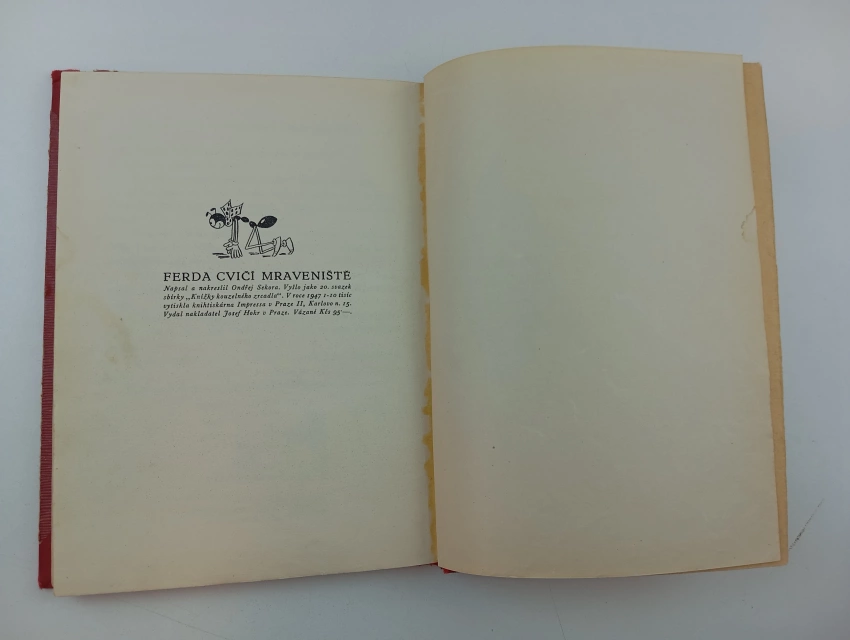 FERDA CVIČÍ MRAVENIŠTĚ
Napsal a nakreslil Ondřej Sekora. Vyšlo jako 20. svazek
sbírky „Knížky kouzelného zrcadla". V roce 1947 1-10 tisíc
vytiskla knihtiskárna Impressa v Praze II, Karlovo n. 15.
Vydal nakladatel Josef Hokr v Praze. Vázané Kčs 95·—.